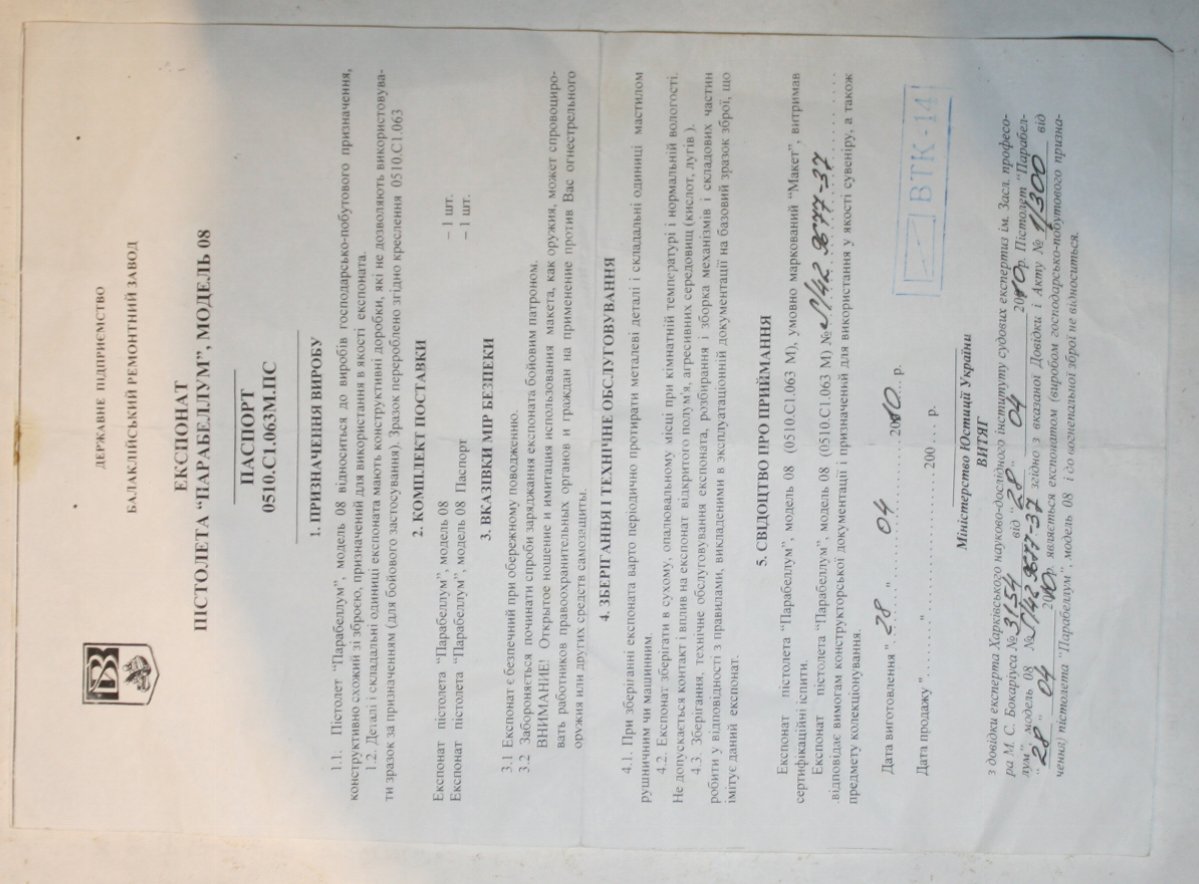 ДЕРЖАВНЕ ПІДПРИЄМСТВО
БАЛАКЛІЙСЬКИЙ РЕМОНТНИЙ ЗАВОД
ЕКСПОНАТ
ПІСТОЛЕТА “ПАРАБЕЛЛУМ”, МОДЕЛЬ 08
ПАСПОРТ
0510.С1.063М.ПС
1. ПРИЗНАЧЕННЯ ВИРОБУ
1.1. Пістолет “Парабеллум”, модель 08 відноситься до виробів господарсько-побутового призначення,
конструктивно схожий зі зброєю, призначений для використання в якості експоната.
1.2. Деталі і складальні одиниці експоната мають конструктивні доробки, які не дозволяють використовува-
ти зразок за призначенням (для бойового застосування). Зразок перероблено згідно креслення 0510.С1.063
2. КОМПЛЕКТ ПОСТАВКИ
Експонат пістолета “Парабеллум”, модель 08 – 1 шт.
Експонат пістолета “Парабеллум”, модель 08 Паспорт – 1 шт.
3. ВКАЗІВКИ МІР БЕЗПЕКИ
3.1 Експонат є безпечний при обережному поводженню.
3.2 Забороняється починати спроби заряджання експоната бойовим патроном.
ВНИМАНИЕ! Открытое ношение и имитация использования макета, как оружия, может спровоциро-
вать работников правоохранительных органов и граждан на применение против Вас огнестрельного
оружия или других средств самозащиты.
4. ЗБЕРІГАННЯ І ТЕХНІЧНЕ ОБСЛУГОВУВАННЯ
4.1. При зберіганні експоната варто періодично протирати металеві деталі і складальні одиниці мастилом
рушничним чи машинним.
4.2. Експонат зберігати в сухому, опалювальному місці при кімнатній температурі і нормальній вологості.
Не допускається контакт і вплив на експонат відкритого полум'я, агресивних середовищ (кислот, лугів ).
4.3. Зберігання, технічне обслуговування експоната, розбирання і зборка механізмів і складових частин
робити у відповідності з правилами, викладеними в эксплуатаціонній документації на базовий зразок зброї, що
імітує даний експонат.
5. СВІДОЦТВО ПРО ПРИЙМАННЯ
Експонат пістолета “Парабеллум”, модель 08 (0510.С1.063 М), умовно маркований “Макет”, витримав
сертифікаційні іспити.
Експонат пістолета “Парабеллум”, модель 08 (0510.С1.063 М) № 9877-37
відповідає вимогам конструкторської документації і призначений для використання у якості сувеніру, а також
предмету колекціонування.
Дата виготовлення ” 28 ” 04 2010 р.
ВТК-14
Дата продажу ” ” 200 р.
Міністерство Юстиції України
ВИТЯГ
з довідки експерта Харківського науково-дослідного інституту судових експертиз ім. Засл. професо-
ра М. С. Бокаріуса № 3154 від “28” 04 2010р. Пістолет “Парабел-
лум”, модель 08 № 9877-37 згідно з вказаної Довідки і Акту № 1/300 від
“28” 04 2010р. являється експонатом (виробом господарсько-побутового призна-
чення) пістолета “Парабеллум”, модель 08 і до вогнепальної зброї не відноситься.